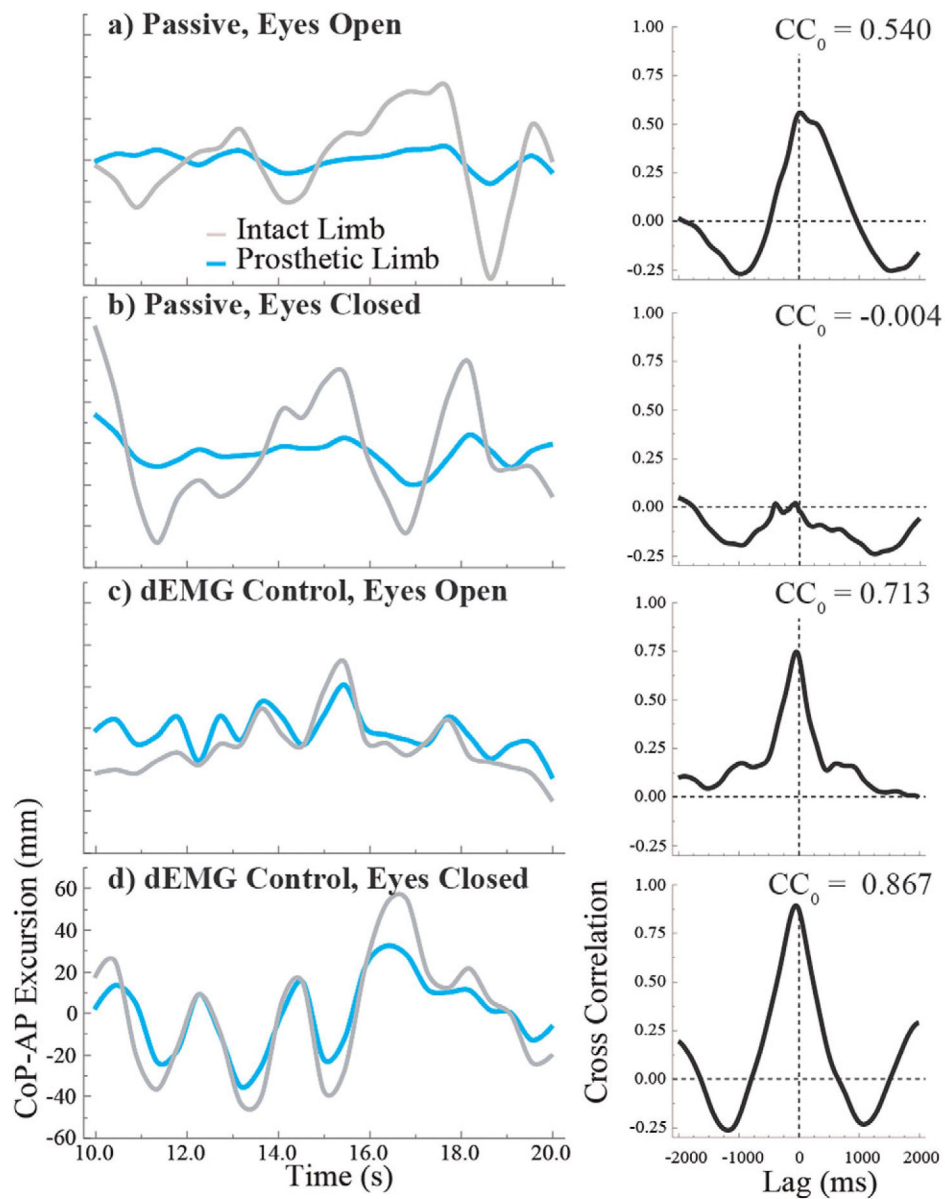 a) Passive, Eyes Open
CC0 = 0.540
1.00
0.75
0.50
0.25
0.00
-0.25
Intact Limb
Prosthetic Limb
b) Passive, Eyes Closed
CC0 = -0.004
1.00
0.75
0.50
0.25
0.00
-0.25
c) dEMG Control, Eyes Open
CC0 = 0.713
1.00
0.75
0.50
0.25
0.00
-0.25
d) dEMG Control, Eyes Closed
CC0 = 0.867
CoP-AP Excursion (mm)
60
40
20
0
-20
-40
-60
10.0 12.0 14.0 16.0 18.0 20.0
Time (s)
Cross Correlation
1.00
0.75
0.50
0.25
0.00
-0.25
-2000 -1000 0 1000 2000
Lag (ms)